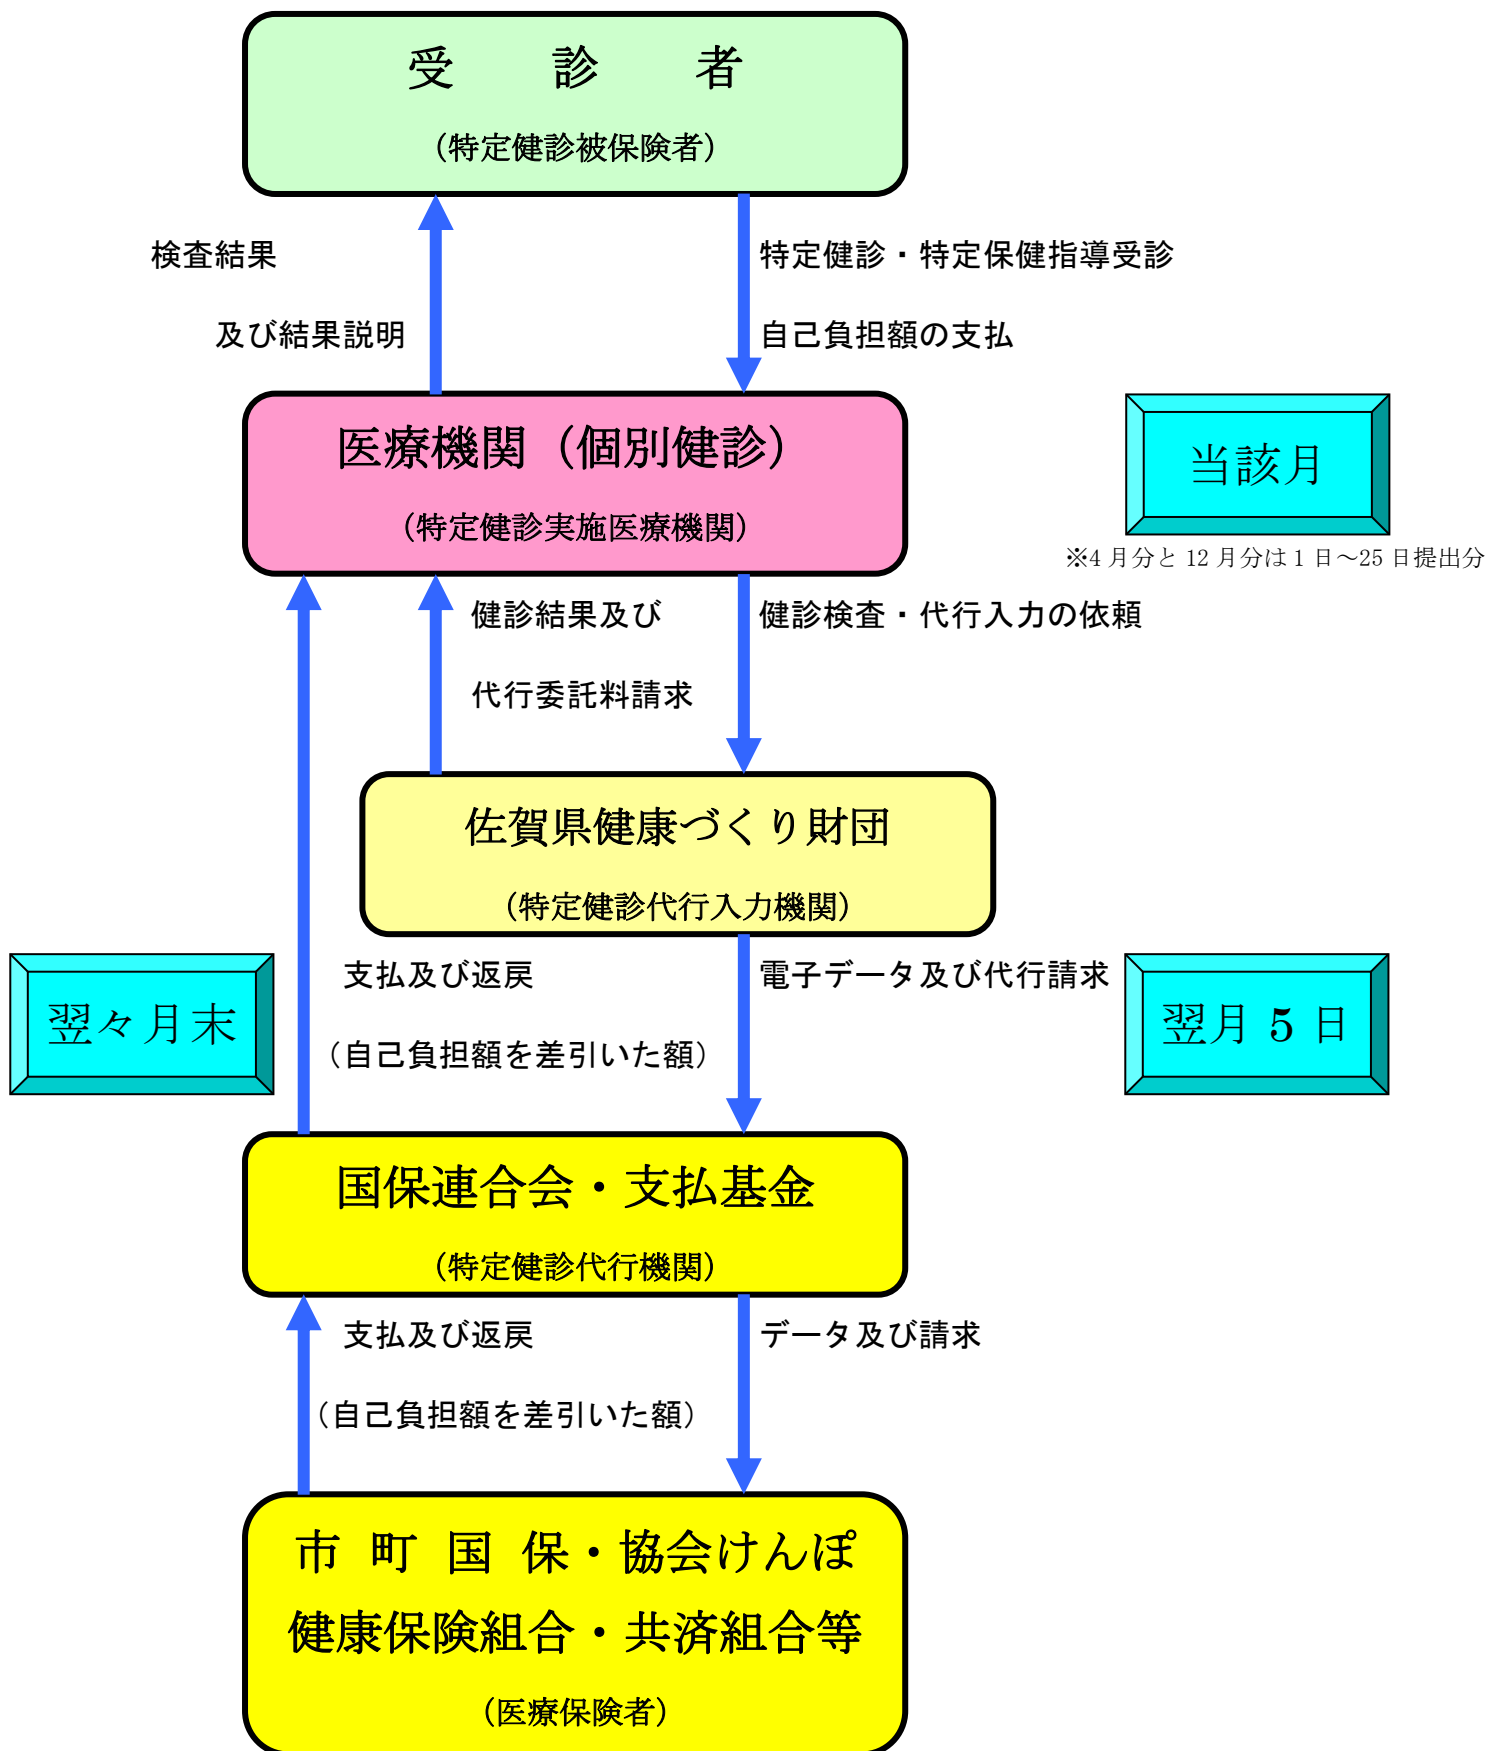 受　診　者
（特定健診被保険者）
検査結果
及び結果説明
特定健診・特定保健指導受診
自己負担額の支払
医療機関（個別健診）
（特定健診実施医療機関）
当該月
※4 月分と 12 月分は 1 日～25 日提出分
健診結果及び
代行委託料請求
健診検査・代行入力の依頼
佐賀県健康づくり財団
（特定健診代行入力機関）
翌々月末
支払及び返戻
（自己負担額を差引いた額）
電子データ及び代行請求
翌月 5 日
国保連合会・支払基金
（特定健診代行機関）
支払及び返戻
（自己負担額を差引いた額）
データ及び請求
市 町 国 保・協会けんぽ
健康保険組合・共済組合等
（医療保険者）